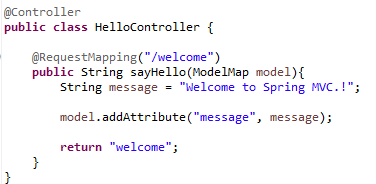 @Controller
public class HelloController {
@RequestMapping("/welcome")
public String sayHello(ModelMap model){
String message = "Welcome to Spring MVC.!";
model.addAttribute("message", message);
return "welcome";
}
}